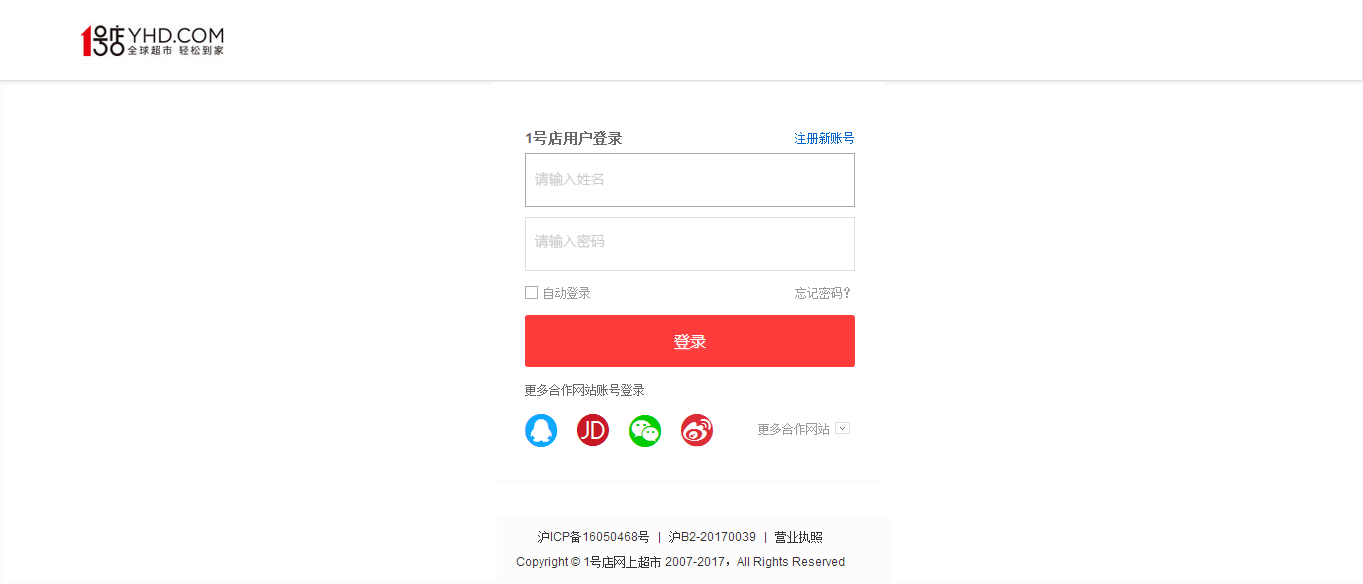 1号店 YHD.COM
全球超市 轻松到家
1号店用户登录 注册新账号
请输入姓名
请输入密码
自动登录 忘记密码?
登录
更多合作网站账号登录
JD 更多合作网站
沪ICP备16050468号 | 沪B2-20170039 | 营业执照
Copyright © 1号店网上超市 2007-2017，All Rights Reserved